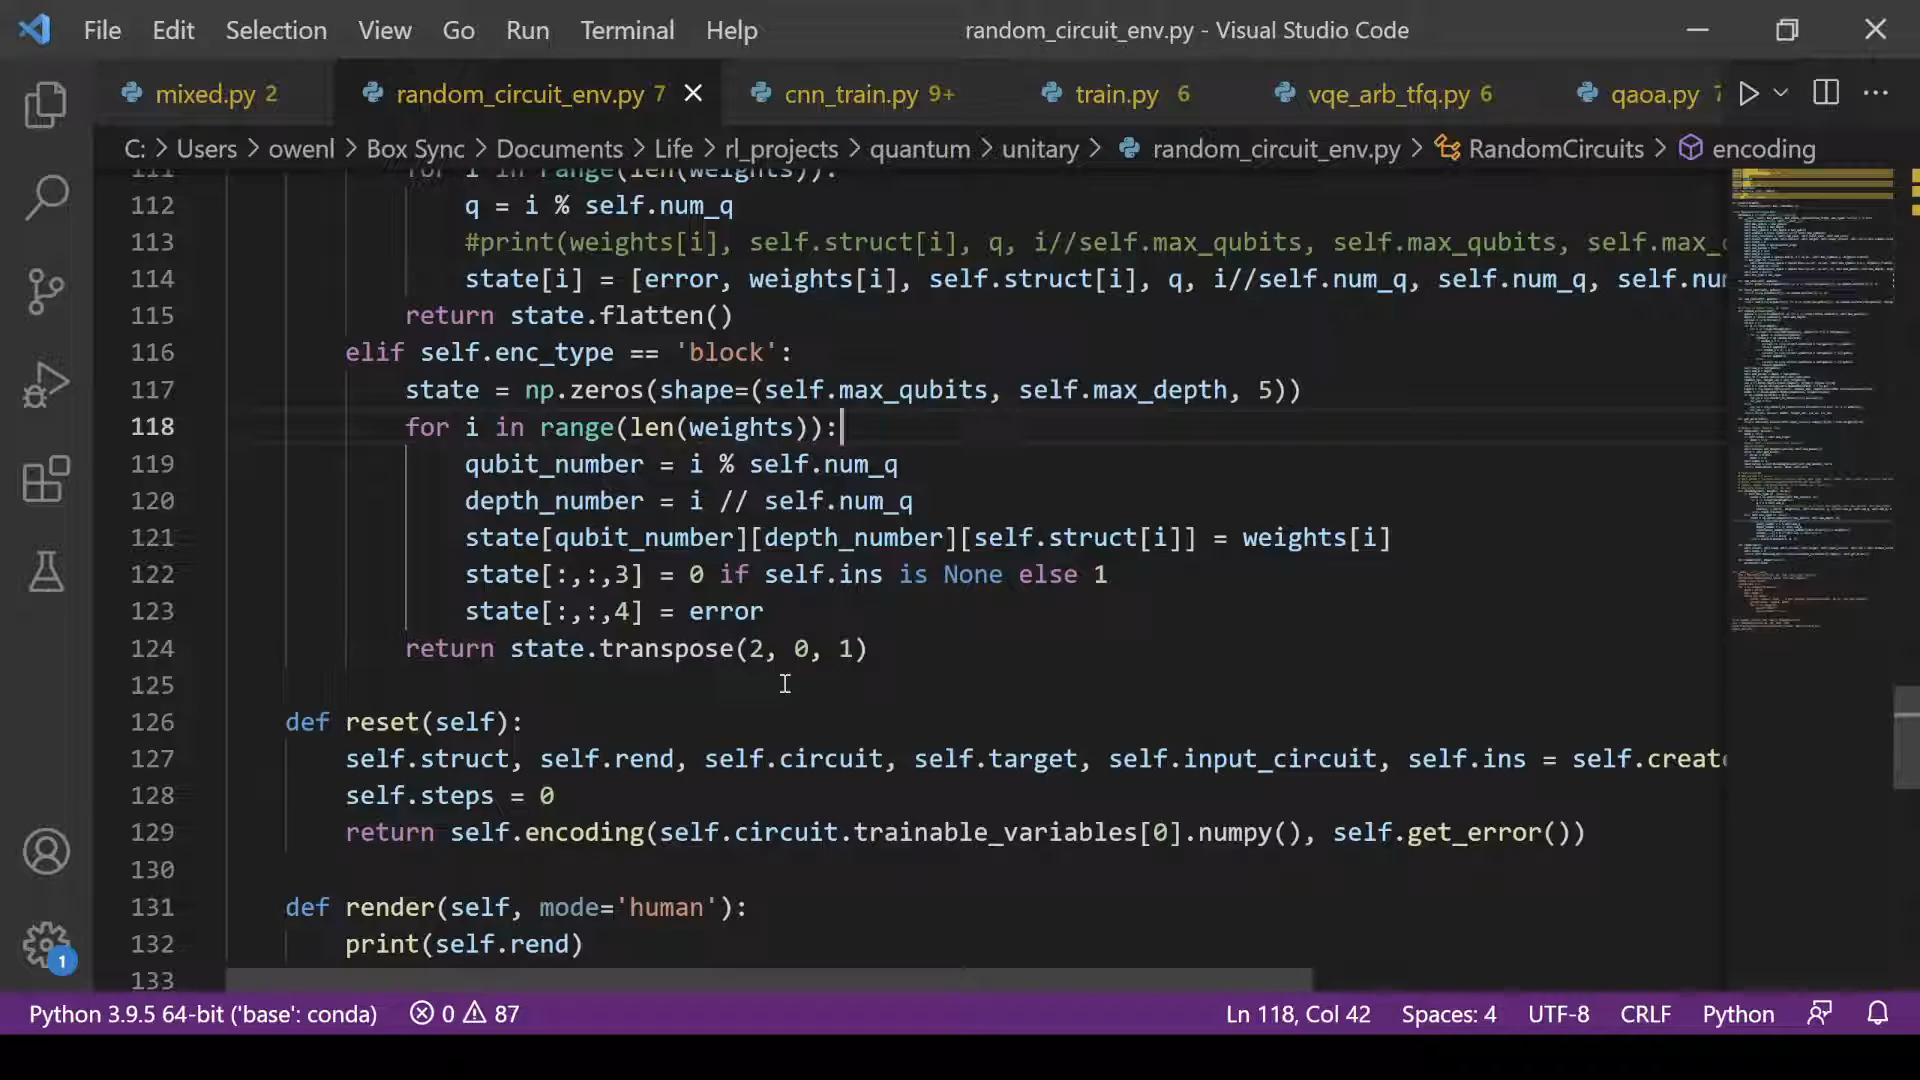 File Edit Selection View Go Run Terminal Help random_circuit_env.py - Visual Studio Code
mixed.py 2 random_circuit_env.py 7 cnn_train.py 9+ train.py 6 vqe_arb_tfq.py 6 qaoa.py 7
C: > Users > owenl > Box Sync > Documents > Life > rl_projects > quantum > unitary > random_circuit_env.py > RandomCircuits > encoding
111 for i in range(len(weights)):
112 q = i % self.num_q
113 #print(weights[i], self.struct[i], q, i//self.max_qubits, self.max_qubits, self.max_
114 state[i] = [error, weights[i], self.struct[i], q, i//self.num_q, self.num_q, self.nu
115 return state.flatten()
116 elif self.enc_type == 'block':
117 state = np.zeros(shape=(self.max_qubits, self.max_depth, 5))
118 for i in range(len(weights)):
119 qubit_number = i % self.num_q
120 depth_number = i // self.num_q
121 state[qubit_number][depth_number][self.struct[i]] = weights[i]
122 state[:,:,3] = 0 if self.ins is None else 1
123 state[:,:,4] = error
124 return state.transpose(2, 0, 1)
125
126 def reset(self):
127 self.struct, self.rend, self.circuit, self.target, self.input_circuit, self.ins = self.creat
128 self.steps = 0
129 return self.encoding(self.circuit.trainable_variables[0].numpy(), self.get_error())
130
131 def render(self, mode='human'):
132 print(self.rend)
133
1
Python 3.9.5 64-bit ('base': conda) 0 87 Ln 118, Col 42 Spaces: 4 UTF-8 CRLF Python